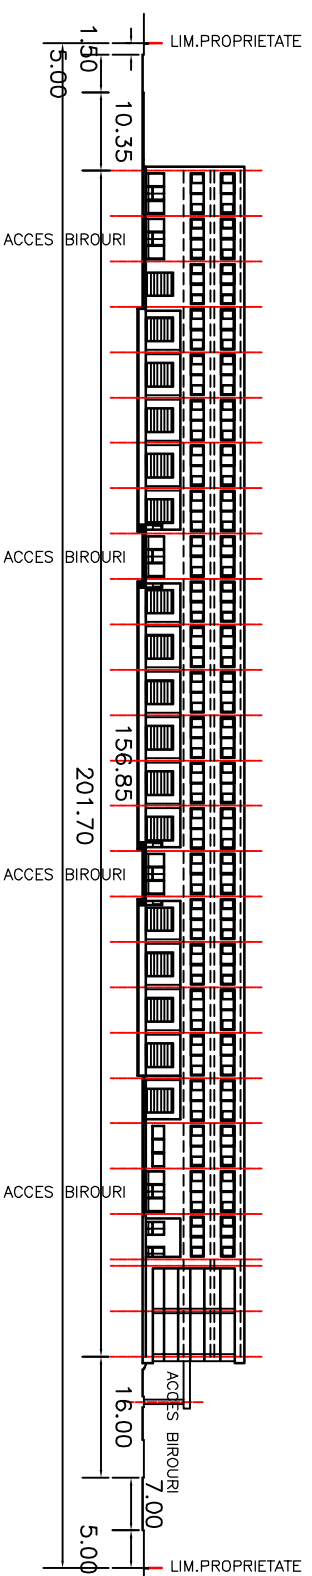 LIM.PROPRIETATE
1.50
5.00
10.35
ACCES BIROURI
ACCES BIROURI
156.85
201.70
ACCES BIROURI
ACCES BIROURI
ACCES BIROURI
16.00
7.00
5.00
LIM.PROPRIETATE